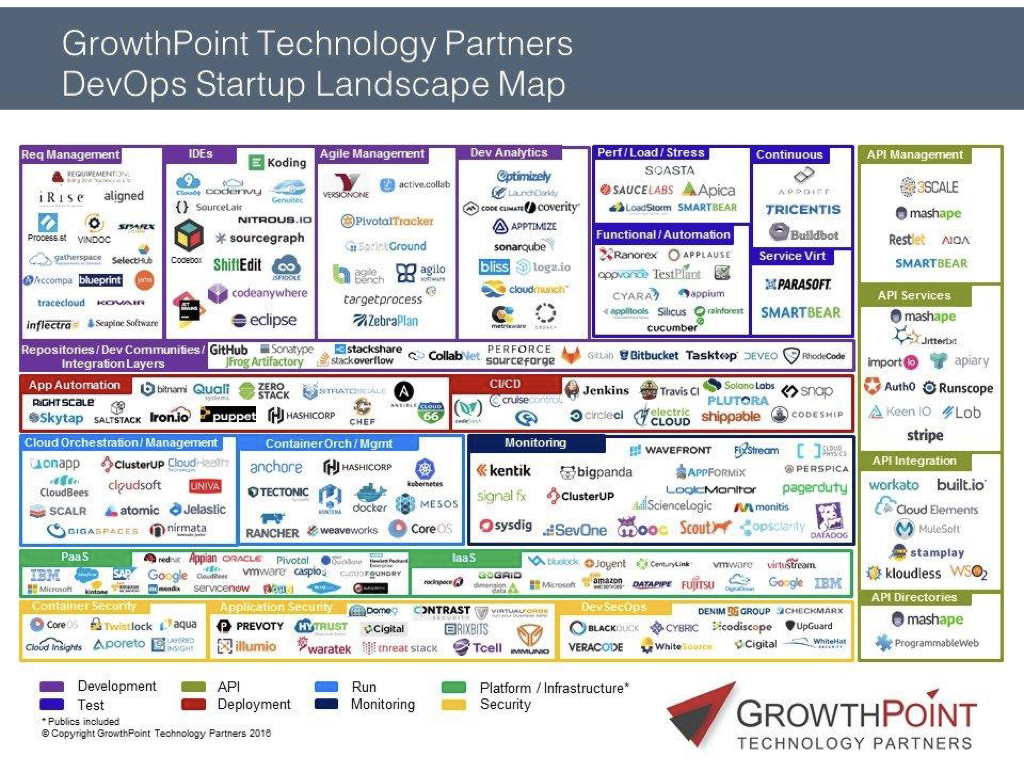 GrowthPoint Technology Partners
DevOps Startup Landscape Map
Req Management
REQUIREMENTONE
iRise
aligned
Process.st
VINDOC
SPARX
gatherspace
SelectHub
Accompa
blueprint
jama
tracecloud
KOVAIR
inflectra
Seapine Software
IDEs
Koding
Cloud9
codenvy
Genuitec
SourceLair
NITROUS.IO
Codebox
sourcegraph
ShiftEdit
JSFIDDLE
JET BRAINS
codeanywhere
eclipse
Agile Management
VERSIONONE
active.collab
PivotalTracker
SprintGround
agile bench
agilo software
targetprocess
ZebraPlan
Dev Analytics
Optimizely
LaunchDarkly
CODE CLIMATE
coverity
APPTIMIZE
sonarqube
bliss
logz.io
cloudmunch
metrixware
CODACY
Perf / Load / Stress
SOASTA
SAUCELABS
Apica
LoadStorm
SMARTBEAR
Functional / Automation
Ranorex
APPLAUSE
appvance
TestPlant
CYARA
appium
applitools
Silicus
rainforest
cucumber
Continuous
APPDIFF
TRICENTIS
Buildbot
Service Virt
PARASOFT
SMARTBEAR
API Management
3SCALE
mashape
Restlet
SMARTBEAR
API Services
mashape
Jitterbit
import io
apiary
Auth0
Runscope
Keen IO
Lob
stripe
API Integration
workato
built.io
Cloud Elements
MuleSoft
stamplay
kloudless
WSO2
API Directories
mashape
ProgrammableWeb
Repositories / Dev Communities /
Integration Layers
GitHub
Sonatype
JFrog Artifactory
stackshare
stackoverflow
CollabNet
PERFORCE
sourceforge
GitLab
Bitbucket
Tasktop
DEVEO
RhodeCode
App Automation
bitnami
Quali
systems
ZERO STACK
STRATOSCALE
ANSIBLE
RIGHT SCALE
Skytap
SALTSTACK
Iron.io
puppet
HASHICORP
CHEF
CLOUD 66
CI/CD
codefresh
cruisecontrol
Jenkins
Travis CI
Solano Labs
PLUTORA
snap
circleci
electric CLOUD
shippable
CODESHIP
Cloud Orchestration / Management
onapp
ClusterUP
CloudHealth
CloudBees
cloudsoft
UNIVA
SCALR
atomic
Jelastic
GIGASPACES
nirmata
Container Orch / Mgmt
anchore
HASHICORP
kubernetes
TECTONIC
KONTENA
docker
MESOS
RANCHER
weaveworks
CoreOS
Monitoring
WAVEFRONT
FixStream
CLOUD PHYSICS
kentik
bigpanda
APPFORMIX
PERSPICA
signal fx
ClusterUP
LogicMonitor
pagerduty
ScienceLogic
monitis
sysdig
SevOne
moogsoft
Scout
opsclarity
DATADOG
PaaS
redhat
Appian
ORACLE
Pivotal
QuickBase
Hewlett Packard Enterprise
IBM
salesforce
SAP
Google
CloudBees
vmware
caspio
CLOUDFOUNDRY
Microsoft
kintone
mendix
servicenow
IaaS
bluelock
Joyent
CenturyLink
vmware
virtustream
rackspace
GOGRID
dimension data
Microsoft
amazon webservices
DATAPIPE
FUJITSU
DigitalOcean
Google
IBM
Container Security
CoreOS
Twistlock
aqua
Cloud Insights
aporeto
LAYERED INSIGHT
Application Security
Dome9
CONTRAST
SECURITY
VIRTUALFORGE
PREVOTY
HYTRUST
Cigital
ERIXBITS
illumio
waratek
threat stack
Tcell
IMMUNIO
DevSecOps
DENIM GROUP
CHECKMARX
BLACKDUCK
CYBRIC
codiscope
UpGuard
VERACODE
WhiteSource
Cigital
WhiteHat
SECURITY
Development
API
Run
Platform / Infrastructure*
Test
Deployment
Monitoring
Security
* Publics included
© Copyright GrowthPoint Technology Partners 2016
GROWTHPOINT
TECHNOLOGY PARTNERS